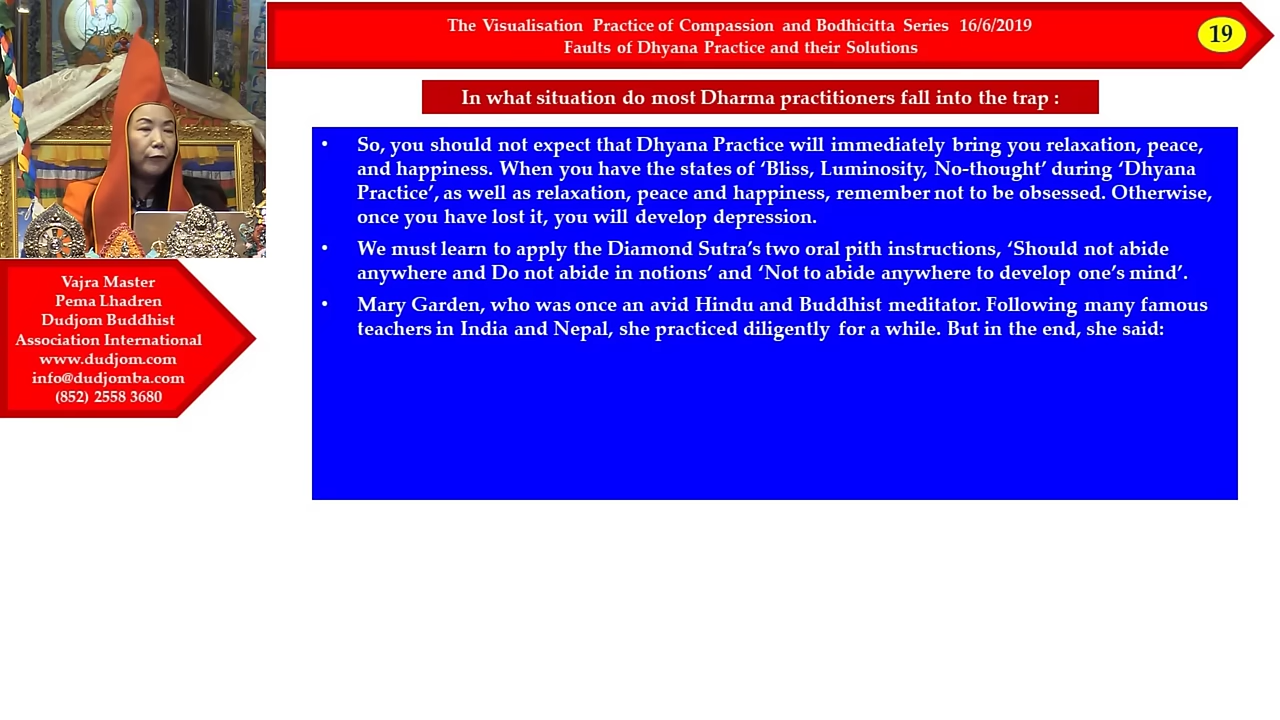 The Visualisation Practice of Compassion and Bodhicitta Series 16/6/2019
Faults of Dhyana Practice and their Solutions
19
In what situation do most Dharma practitioners fall into the trap :
• So, you should not expect that Dhyana Practice will immediately bring you relaxation, peace,
and happiness. When you have the states of ‘Bliss, Luminosity, No-thought’ during ‘Dhyana
Practice’, as well as relaxation, peace and happiness, remember not to be obsessed. Otherwise,
once you have lost it, you will develop depression.
• We must learn to apply the Diamond Sutra’s two oral pith instructions, ‘Should not abide
anywhere and Do not abide in notions’ and ‘Not to abide anywhere to develop one’s mind’.
• Mary Garden, who was once an avid Hindu and Buddhist meditator. Following many famous
teachers in India and Nepal, she practiced diligently for a while. But in the end, she said:
Vajra Master
Pema Lhadren
Dudjom Buddhist
Association International
www.dudjom.com
info@dudjomba.com
(852) 2558 3680